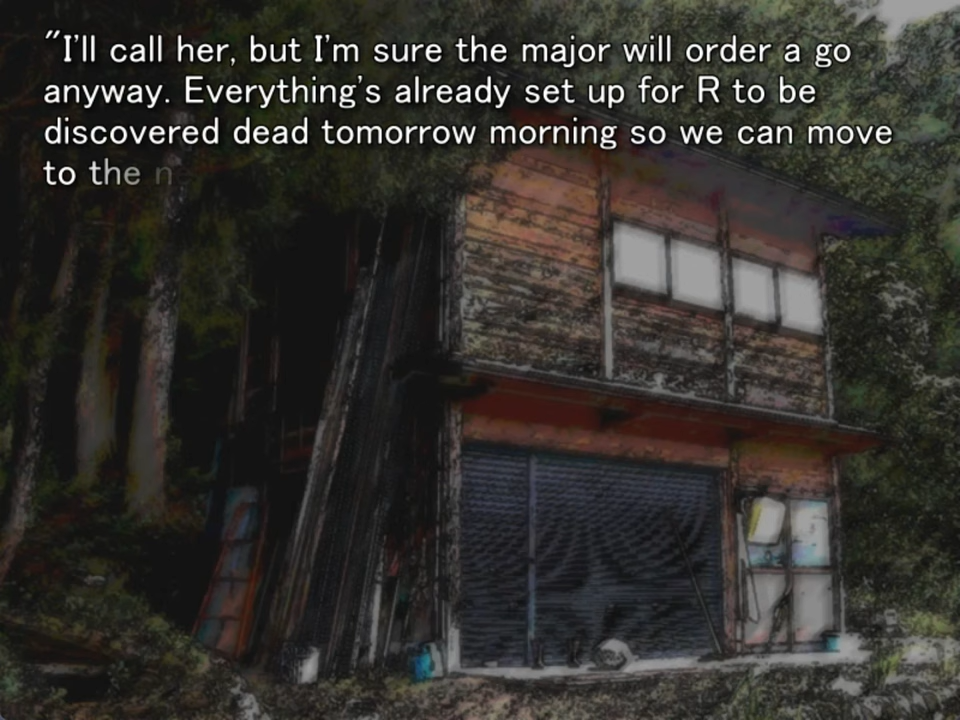 "I'll call her, but I'm sure the major will order a go
anyway. Everything's already set up for R to be
discovered dead tomorrow morning so we can move
to the n